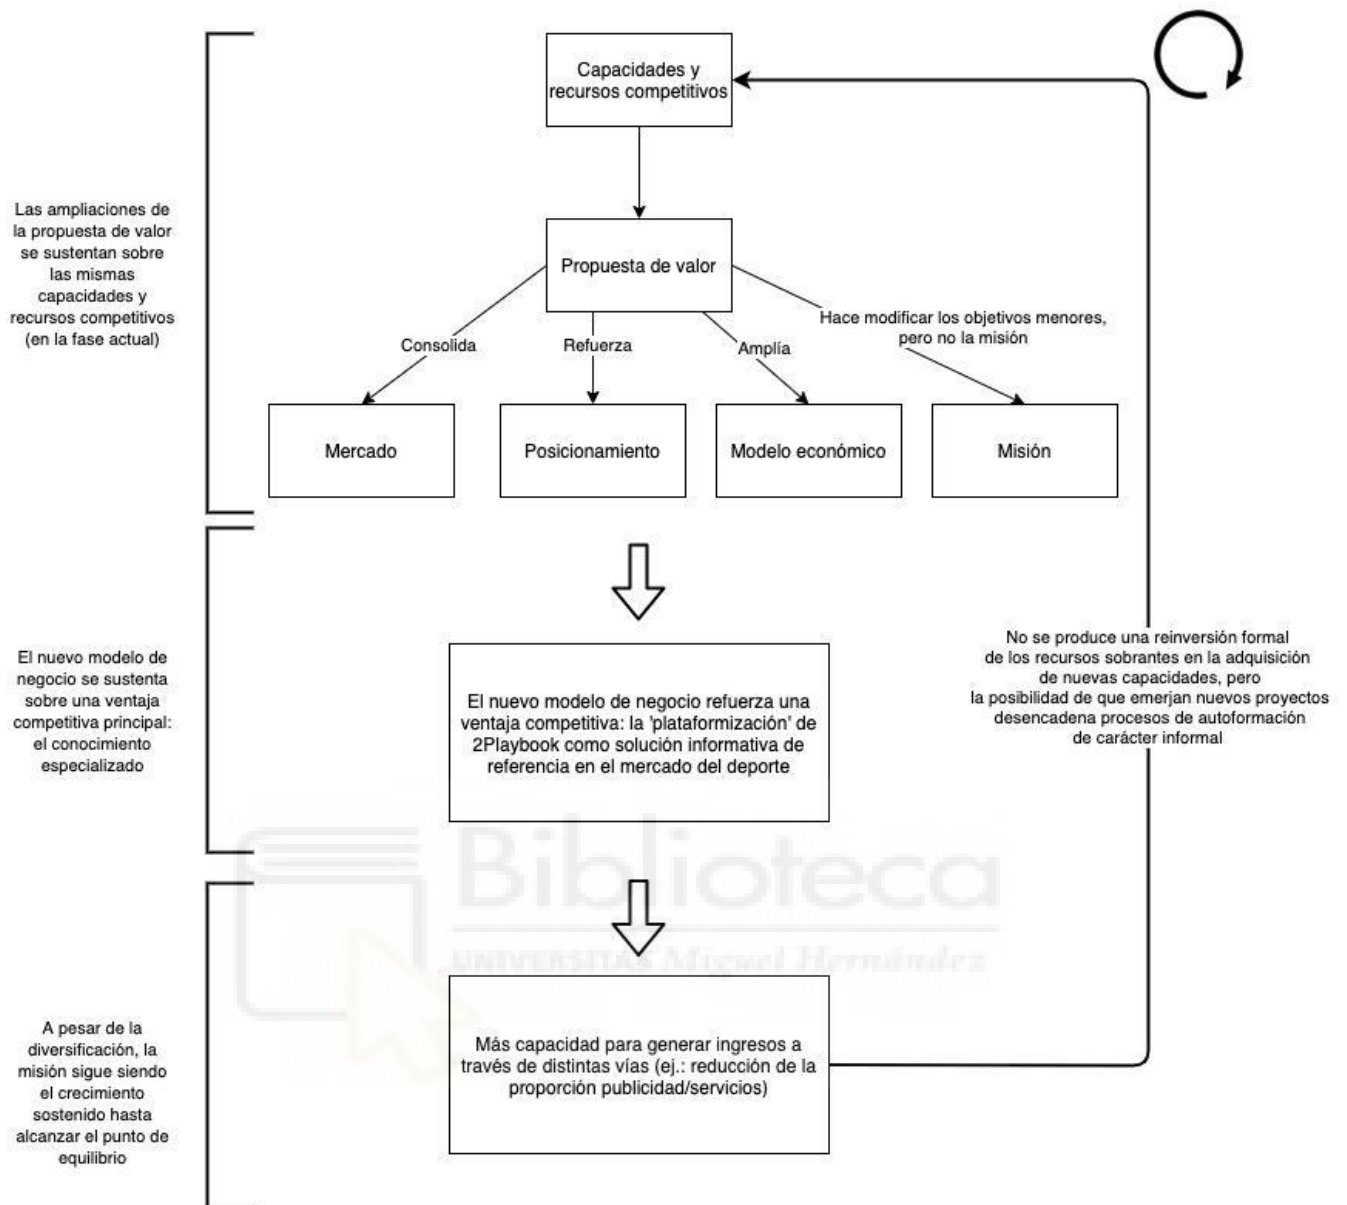 Capacidades y
recursos competitivos
Las ampliaciones de
la propuesta de valor
se sustentan sobre
las mismas
capacidades y
recursos competitivos
(en la fase actual)
Propuesta de valor
Consolida
Refuerza
Amplía
Hace modificar los objetivos menores,
pero no la misión
Mercado
Posicionamiento
Modelo económico
Misión
El nuevo modelo de
negocio se sustenta
sobre una ventaja
competitiva principal:
el conocimiento
especializado
El nuevo modelo de negocio refuerza una
ventaja competitiva: la 'plataformización' de
2Playbook como solución informativa de
referencia en el mercado del deporte
No se produce una reinversión formal
de los recursos sobrantes en la adquisición
de nuevas capacidades, pero
la posibilidad de que emerjan nuevos proyectos
desencadena procesos de autoformación
de carácter informal
Biblioteca
UNIVERSITAS Miguel Hernández
A pesar de la
diversificación, la
misión sigue siendo
el crecimiento
sostenido hasta
alcanzar el punto de
equilibrio
Más capacidad para generar ingresos a
través de distintas vías (ej.: reducción de la
proporción publicidad/servicios)